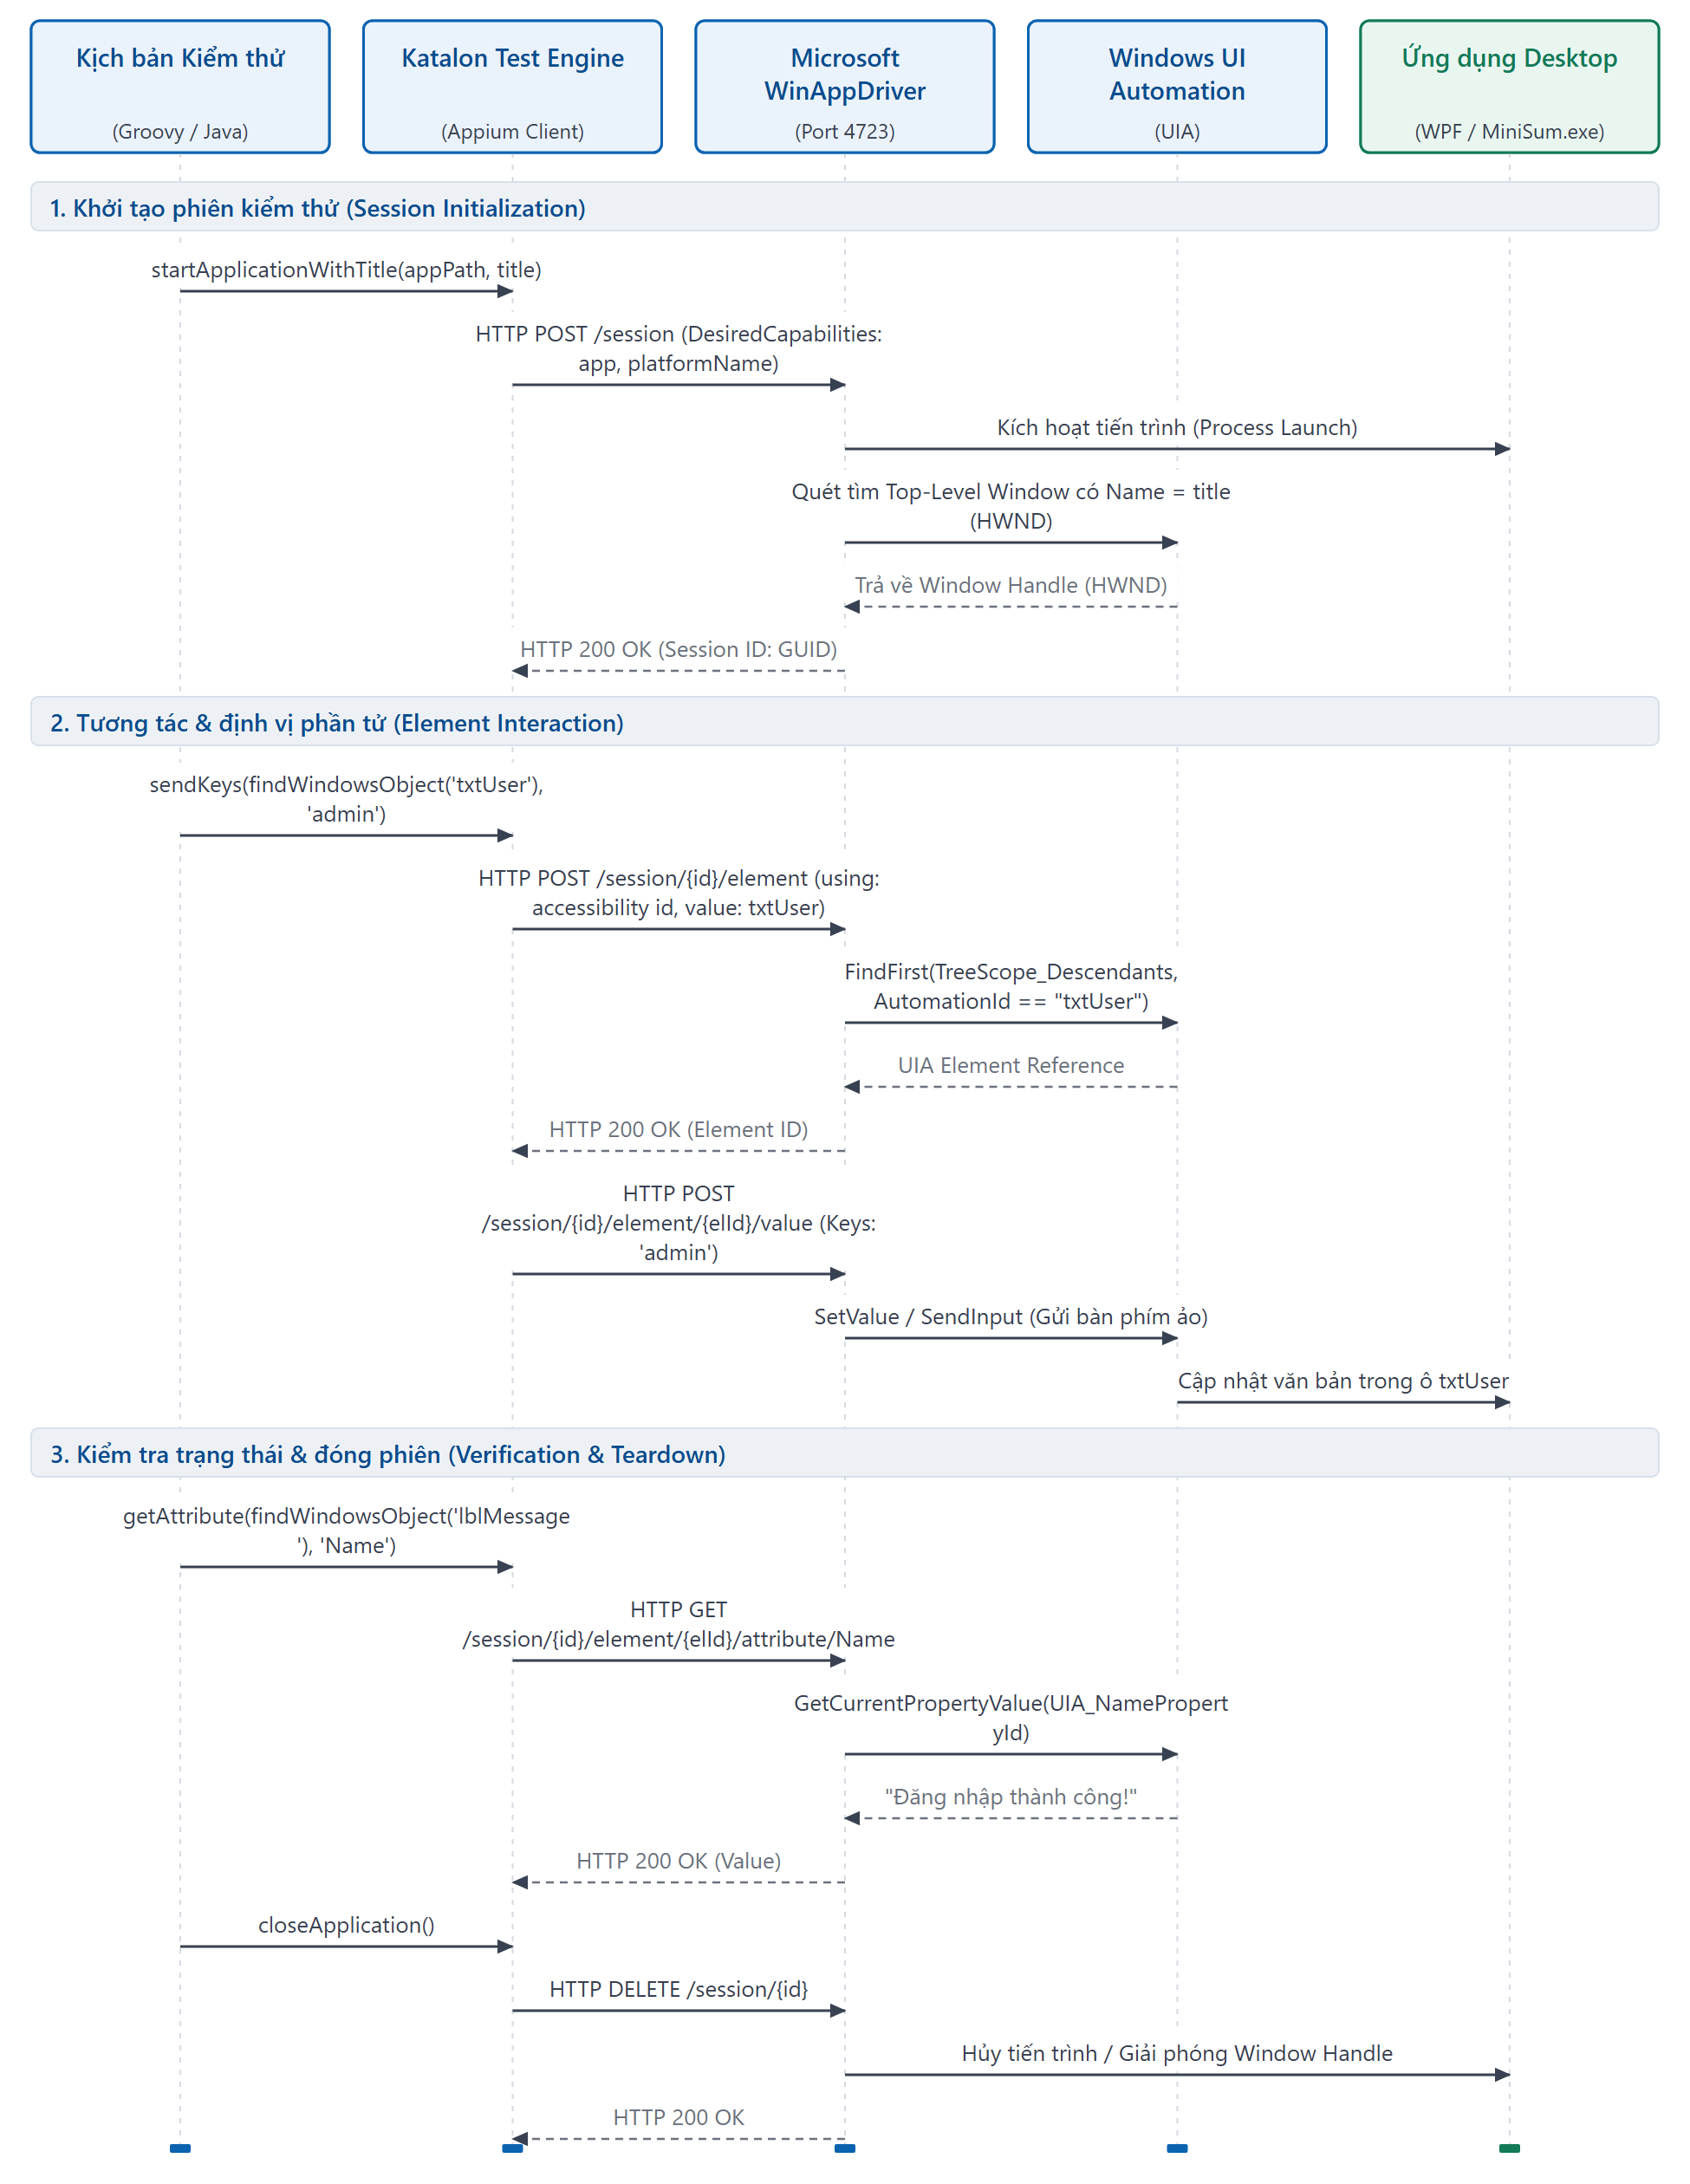 Kịch bản Kiểm thử
(Groovy / Java)
Katalon Test Engine
(Appium Client)
Microsoft
WinAppDriver
(Port 4723)
Windows UI
Automation
(UIA)
Ứng dụng Desktop
(WPF / MiniSum.exe)
1. Khởi tạo phiên kiểm thử (Session Initialization)
startApplicationWithTitle(appPath, title)
HTTP POST /session (DesiredCapabilities:
app, platformName)
Kích hoạt tiến trình (Process Launch)
Quét tìm Top-Level Window có Name = title
(HWND)
Trả về Window Handle (HWND)
HTTP 200 OK (Session ID: GUID)
2. Tương tác & định vị phần tử (Element Interaction)
sendKeys(findWindowsObject('txtUser'),
'admin')
HTTP POST /session/{id}/element (using:
accessibility id, value: txtUser)
FindFirst(TreeScope_Descendants,
AutomationId == "txtUser")
UIA Element Reference
HTTP 200 OK (Element ID)
HTTP POST
/session/{id}/element/{elId}/value (Keys:
'admin')
SetValue / SendInput (Gửi bàn phím ảo)
Cập nhật văn bản trong ô txtUser
3. Kiểm tra trạng thái & đóng phiên (Verification & Teardown)
getAttribute(findWindowsObject('lblMessage
'), 'Name')
HTTP GET
/session/{id}/element/{elId}/attribute/Name
GetCurrentPropertyValue(UIA_NamePropert
yId)
"Đăng nhập thành công!"
HTTP 200 OK (Value)
closeApplication()
HTTP DELETE /session/{id}
Hủy tiến trình / Giải phóng Window Handle
HTTP 200 OK